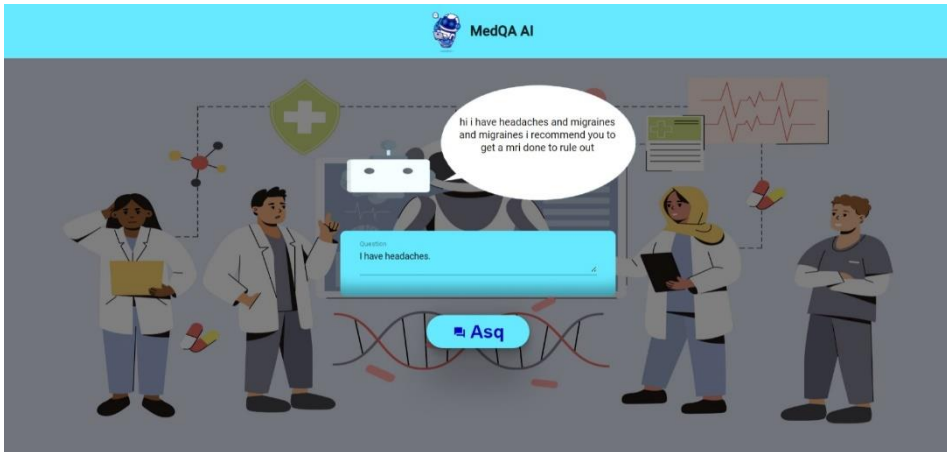 MedQA AI
hi i have headaches and migraines
and migraines i recommend you to
get a mri done to rule out
Question
I have headaches.
Asq